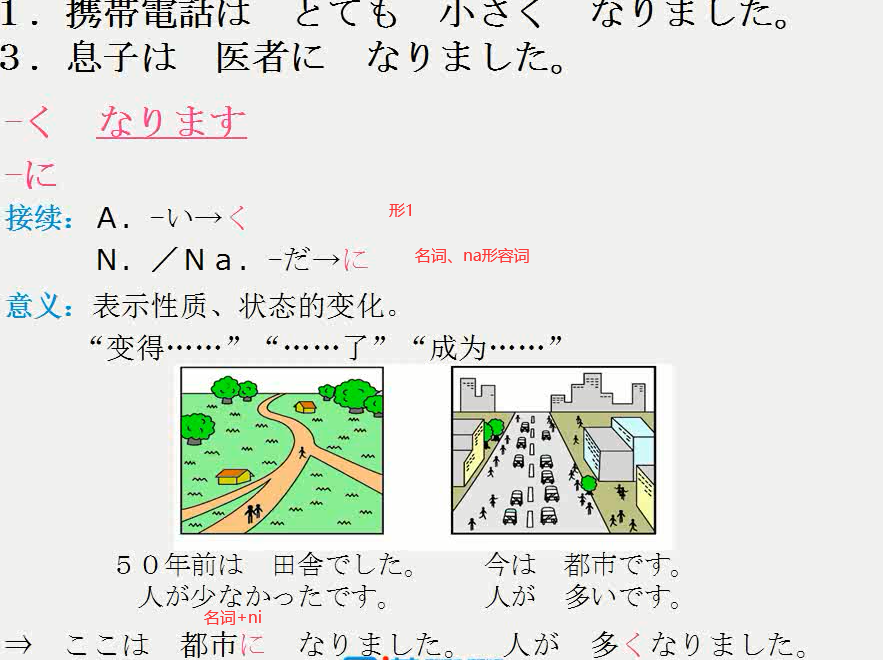 １．携帯電話は　とても　小さく　なりました。
３．息子は　医者に　なりました。
−く　なります
−に
接续：Ａ．−い→く　形1
Ｎ．／Ｎａ．−だ→に　名词、na形容词
意义：表示性质、状态的变化。
“变得……”“……了”“成为……”
５０年前は　田舎でした。　今は　都市です。
人が少なかったです。　人が　多いです。
名词+ni
⇒　ここは　都市に　なりました。　人が　多くなりました。